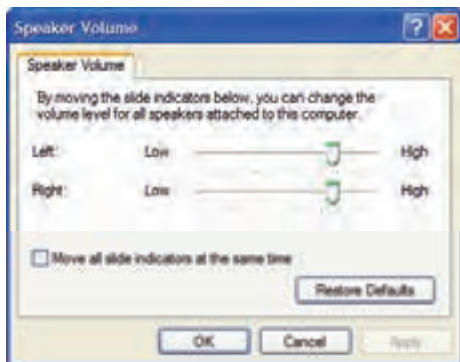 Speaker Volume
Speaker Volume
By moving the slide indicators below, you can change the
volume level for all speakers attached to this computer.
Left: Low High
Right: Low High
Move all slide indicators at the same time
Restore Defaults
OK Cancel Apply